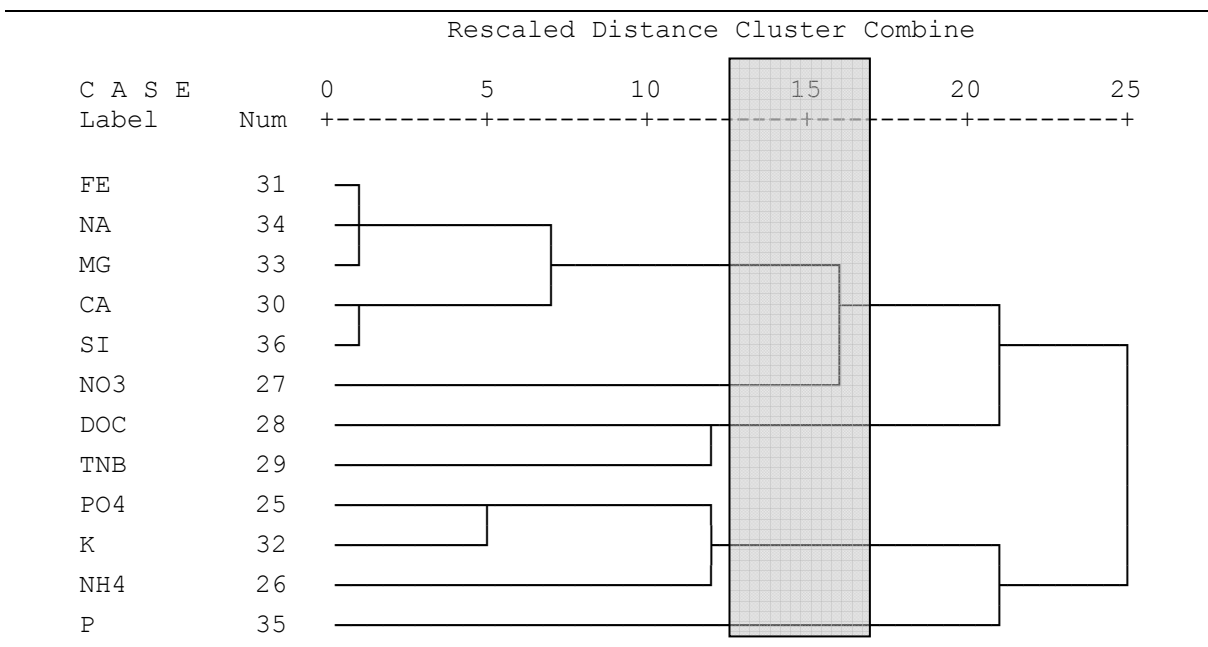 Rescaled Distance Cluster Combine
C A S E 0 5 10 15 20 25
Label Num +---------+---------+---------+---------+---------+
FE 31
NA 34
MG 33
CA 30
SI 36
NO3 27
DOC 28
TNB 29
PO4 25
K 32
NH4 26
P 35